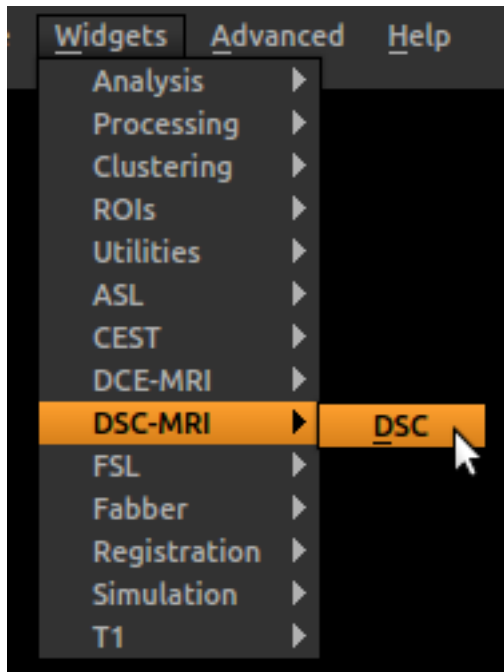 Widgets Advanced Help
Analysis
Processing
Clustering
ROIs
Utilities
ASL
CEST
DCE-MRI
DSC-MRI DSC
FSL
Fabber
Registration
Simulation
T1